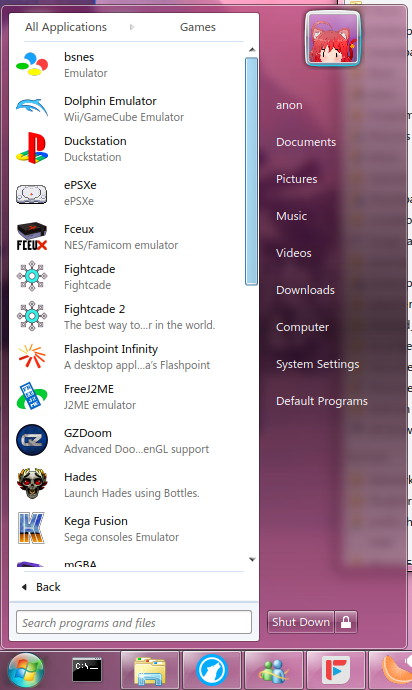 All Applications
Games
bsnes
Emulator
Dolphin Emulator
Wii/GameCube Emulator
Duckstation
Duckstation
ePSXe
ePSXe
FCEUX
Fceux
NES/Famicom emulator
Fightcade
Fightcade
Fightcade 2
The best way to...r in the world.
Flashpoint Infinity
A desktop appl...a's Flashpoint
FreeJ2ME
J2ME emulator
GZ
GZDoom
Advanced Doo...enGL support
Hades
Launch Hades using Bottles.
Kega Fusion
Sega consoles Emulator
mGBA
Back
Search programs and files
anon
Documents
Pictures
Music
Videos
Downloads
Computer
System Settings
Default Programs
Shut Down